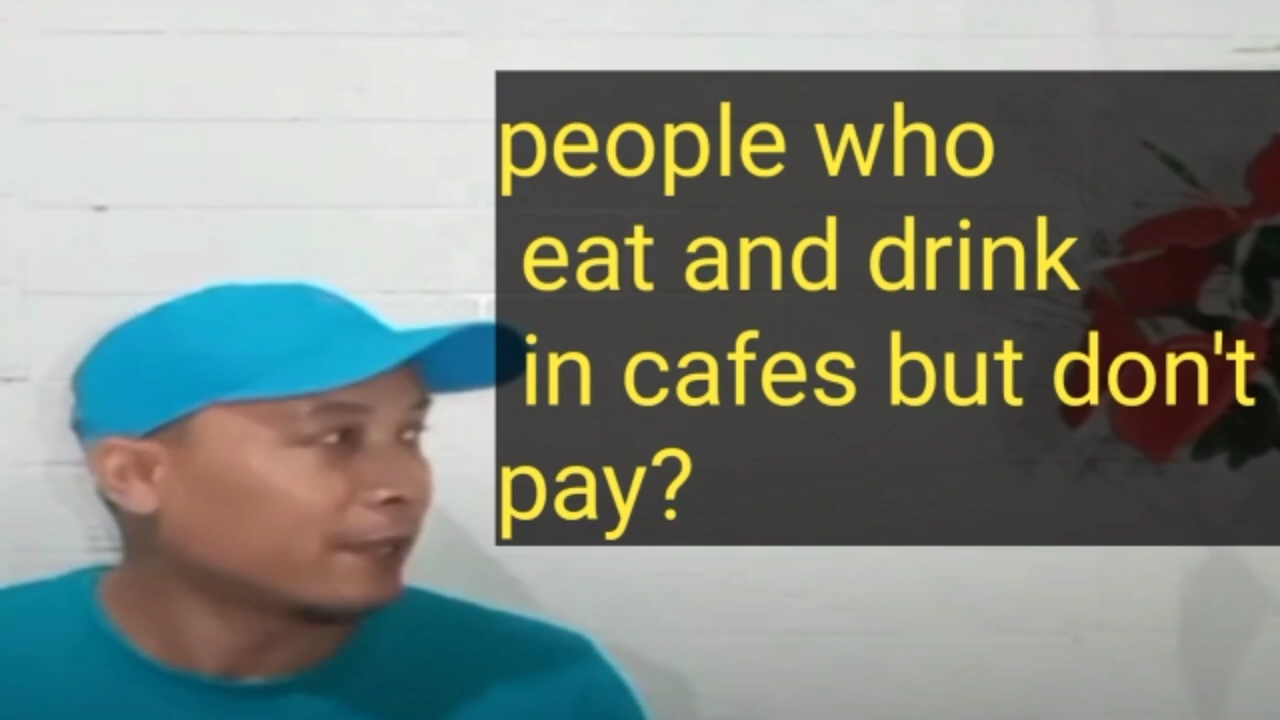 people who
eat and drink
in cafes but don't
pay?